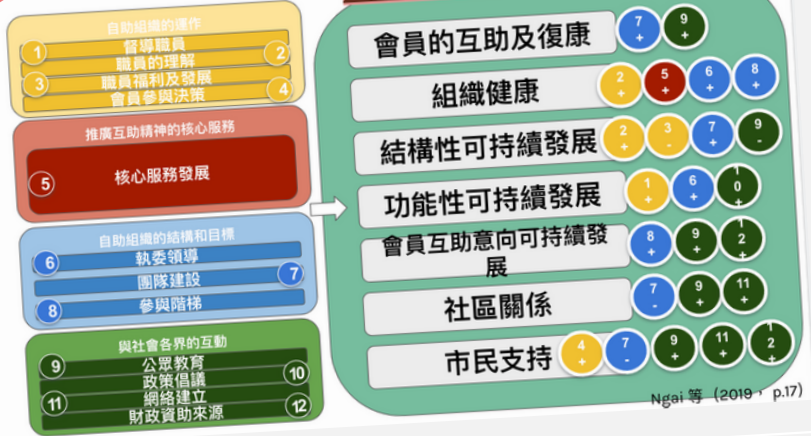 自助組織的運作
1 督導職員
職員的理解 2
3 職員福利及發展
會員參與決策 4
推廣互助精神的核心服務
5 核心服務發展
自助組織的結構和目標
6 執委領導
團隊建設 7
8 參與階梯
與社會各界的互動
9 公眾教育
政策倡議 10
11 網絡建立
財政資助來源 12
會員的互助及復康 7 + 9 +
組織健康 2 + 5 + 6 + 8 +
結構性可持續發展 2 + 3 - 7 + 9 -
功能性可持續發展 1 + 6 + 10 +
會員互助意向可持續發
展 8 + 9 + 12 +
社區關係 7 - 9 + 11 +
市民支持 4 + 7 - 9 + 11 + 12 +
Ngai 等（2019， p.17)